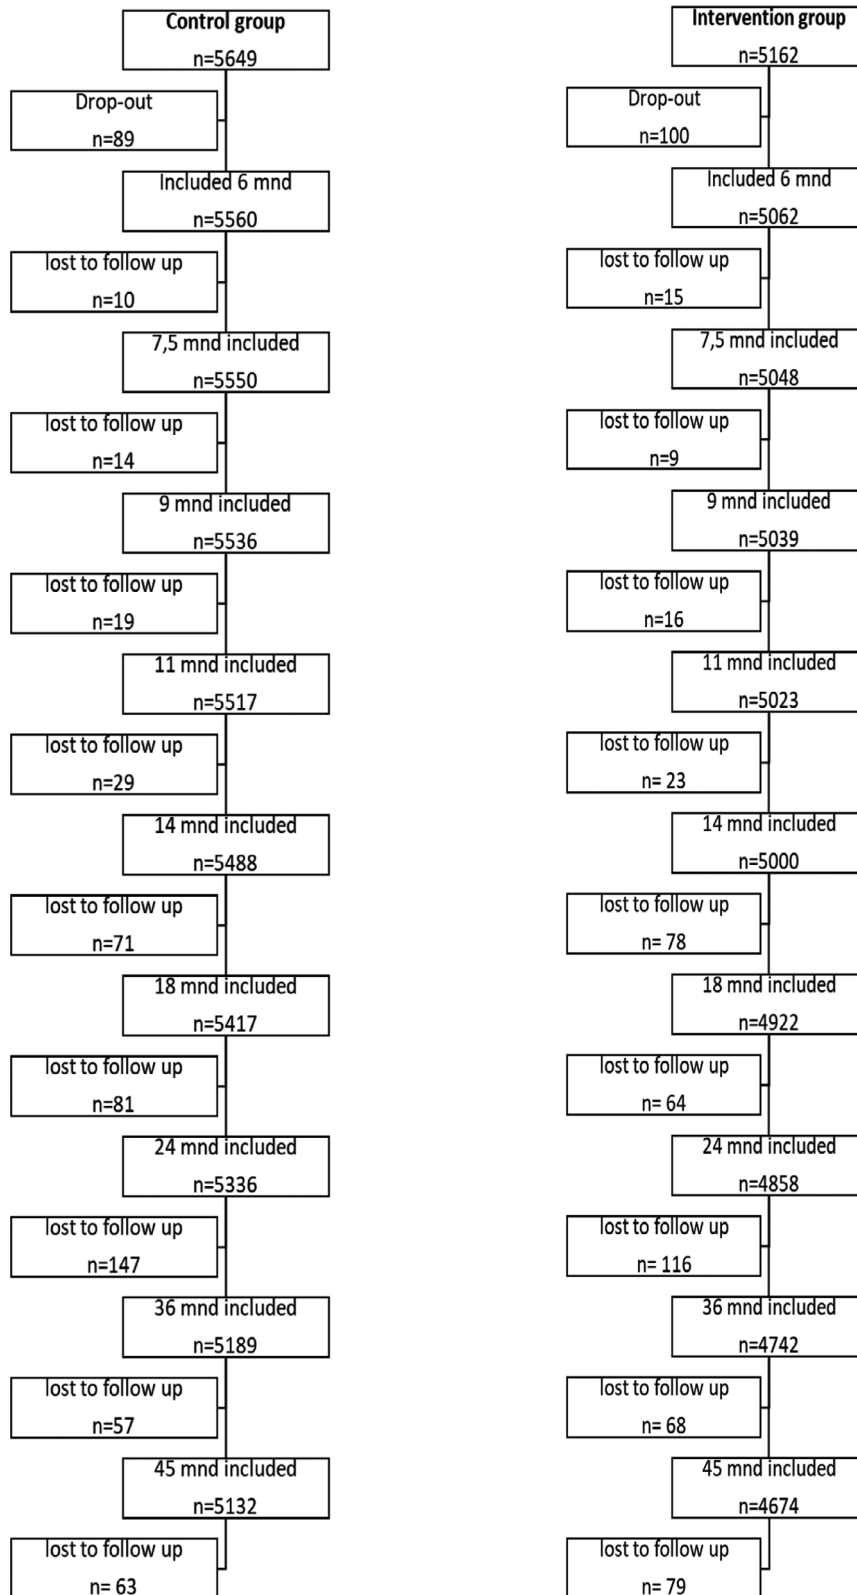 Control group
n=5649
Drop-out
n=89
Included 6 mnd
n=5560
lost to follow up
n=10
7,5 mnd included
n=5550
lost to follow up
n=14
9 mnd included
n=5536
lost to follow up
n=19
11 mnd included
n=5517
lost to follow up
n=29
14 mnd included
n=5488
lost to follow up
n=71
18 mnd included
n=5417
lost to follow up
n=81
24 mnd included
n=5336
lost to follow up
n=147
36 mnd included
n=5189
lost to follow up
n=57
45 mnd included
n=5132
lost to follow up
n= 63
Intervention group
n=5162
Drop-out
n=100
Included 6 mnd
n=5062
lost to follow up
n=15
7,5 mnd included
n=5048
lost to follow up
n=9
9 mnd included
n=5039
lost to follow up
n=16
11 mnd included
n=5023
lost to follow up
n= 23
14 mnd included
n=5000
lost to follow up
n= 78
18 mnd included
n=4922
lost to follow up
n= 64
24 mnd included
n=4858
lost to follow up
n= 116
36 mnd included
n=4742
lost to follow up
n= 68
45 mnd included
n=4674
lost to follow up
n= 79